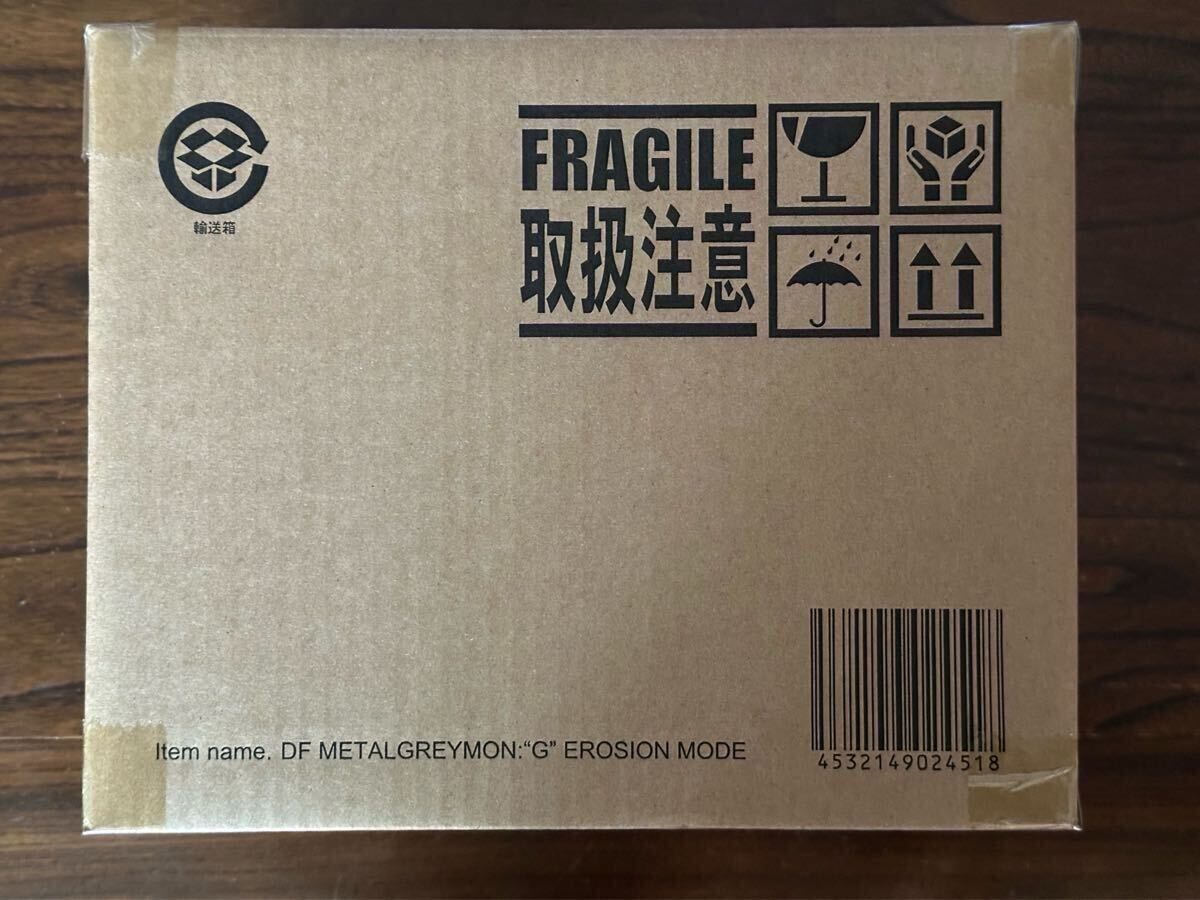 輸送箱
FRAGILE
取扱注意
Item name. DF METALGREYMON:“G” EROSION MODE
4532149024518